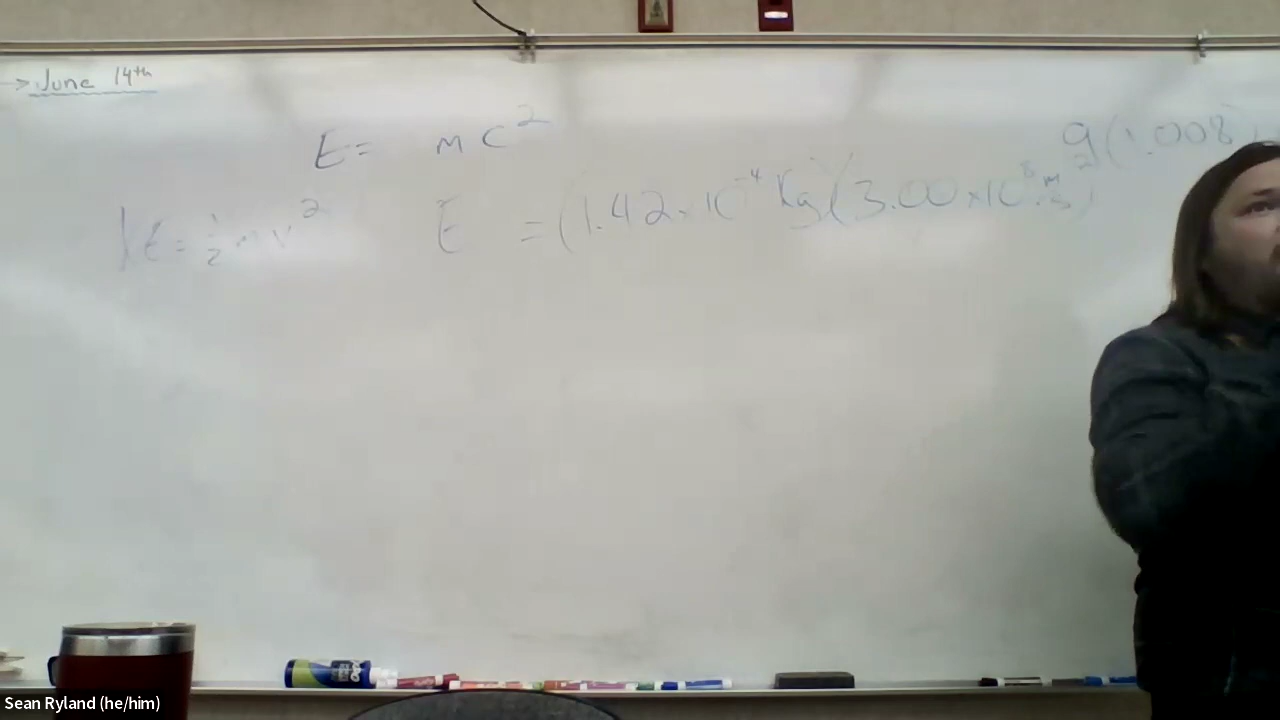 → June 14th
E = mc²
9(1.008
KE = ½mv²
E = (1.42×10⁻⁴ Kg(3.00×10⁸ m/s)
Sean Ryland (he/him)